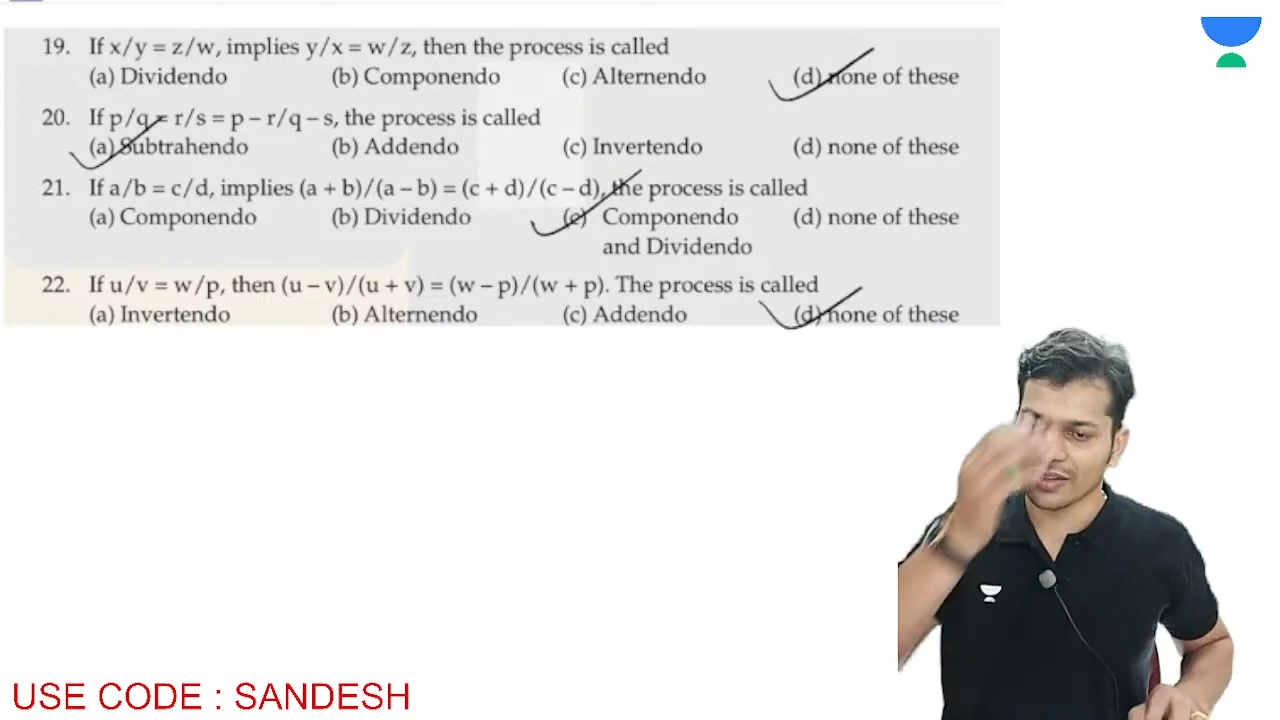 19. If x/y = z/w, implies y/x = w/z, then the process is called
(a) Dividendo (b) Componendo (c) Alternendo (d) none of these
20. If p/q = r/s = p – r/q – s, the process is called
(a) Subtrahendo (b) Addendo (c) Invertendo (d) none of these
21. If a/b = c/d, implies (a + b)/(a – b) = (c + d)/(c – d), the process is called
(a) Componendo (b) Dividendo (c) Componendo (d) none of these
and Dividendo
22. If u/v = w/p, then (u – v)/(u + v) = (w – p)/(w + p). The process is called
(a) Invertendo (b) Alternendo (c) Addendo (d) none of these
USE CODE : SANDESH